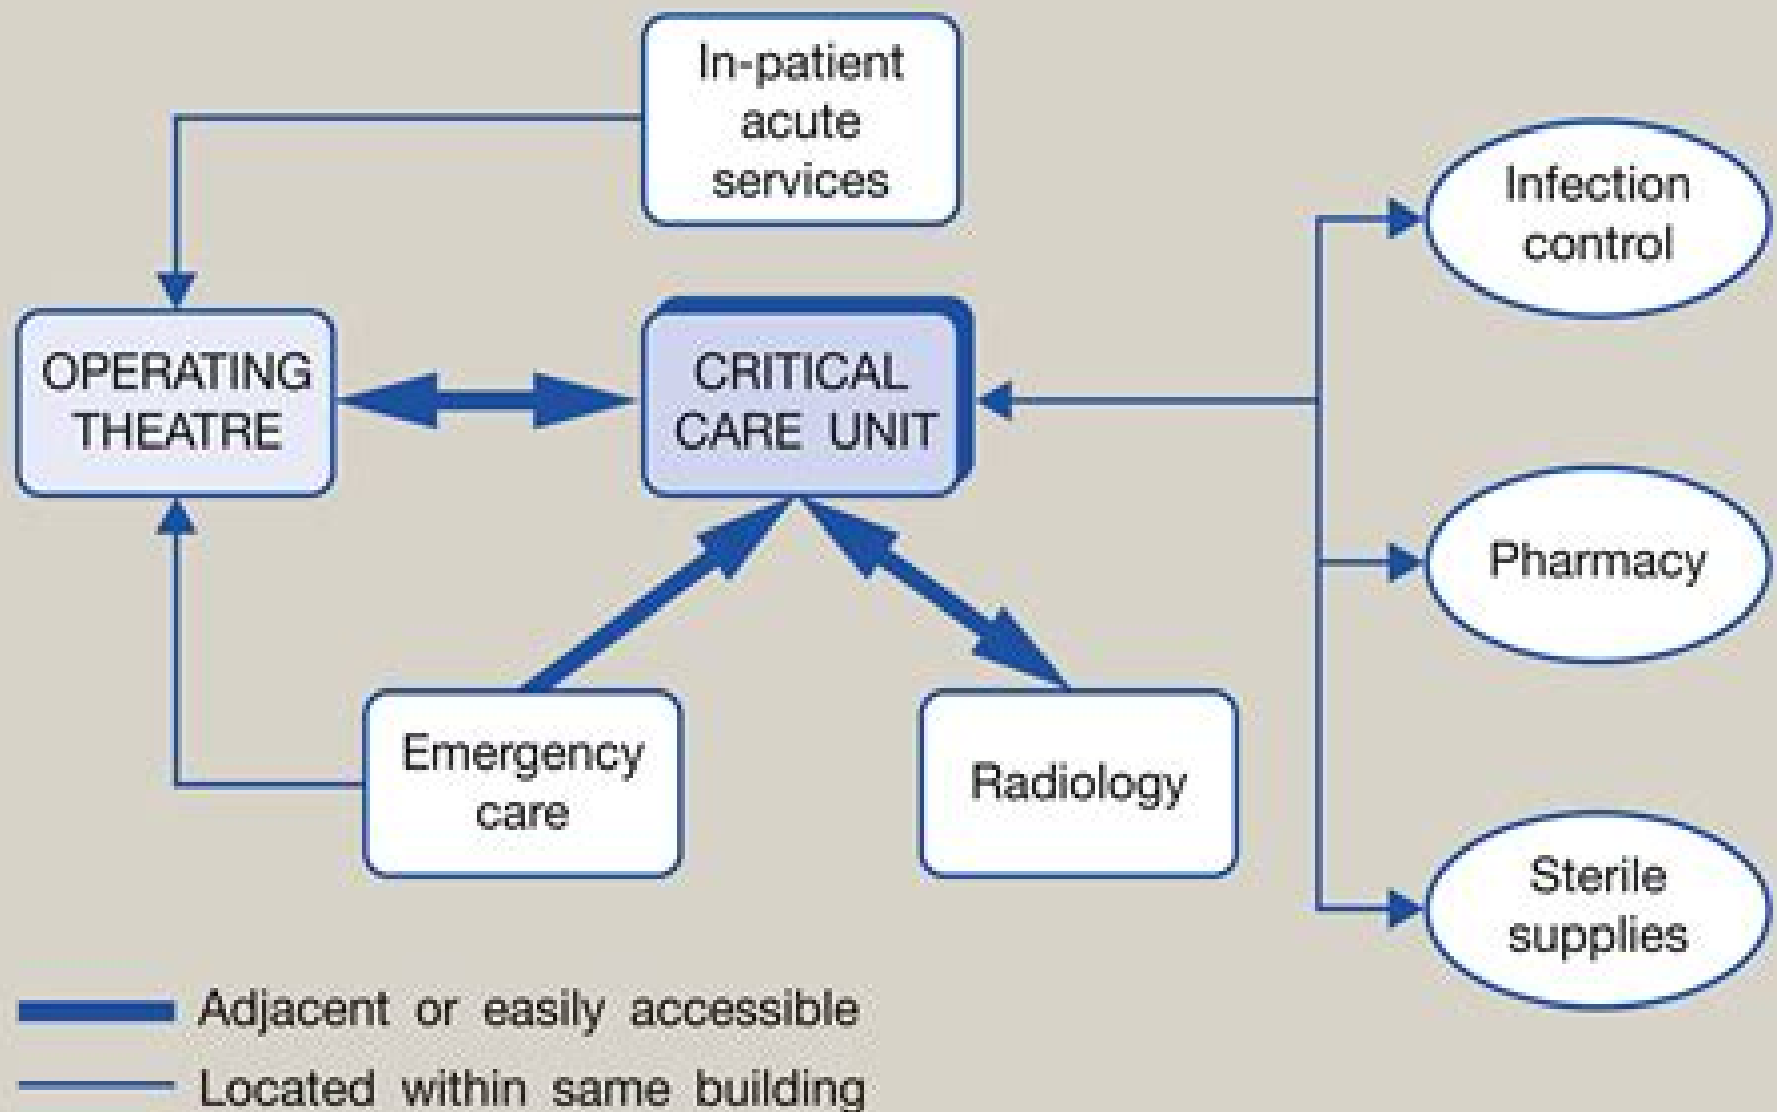 In-patient
acute
services
Infection
control
OPERATING
THEATRE
CRITICAL
CARE UNIT
Pharmacy
Emergency
care
Radiology
Sterile
supplies
Adjacent or easily accessible
Located within same building